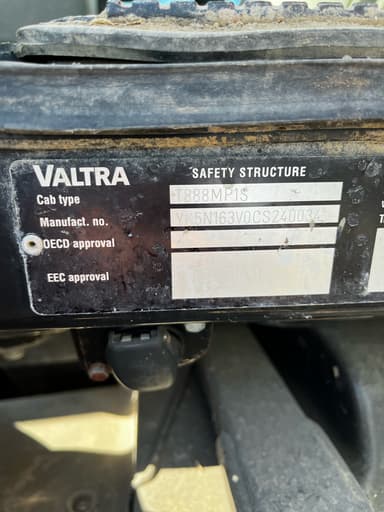 VALTRA
SAFETY STRUCTURE
Cab type T888MP1S
Manufact. no.
OECD approval
EEC approval